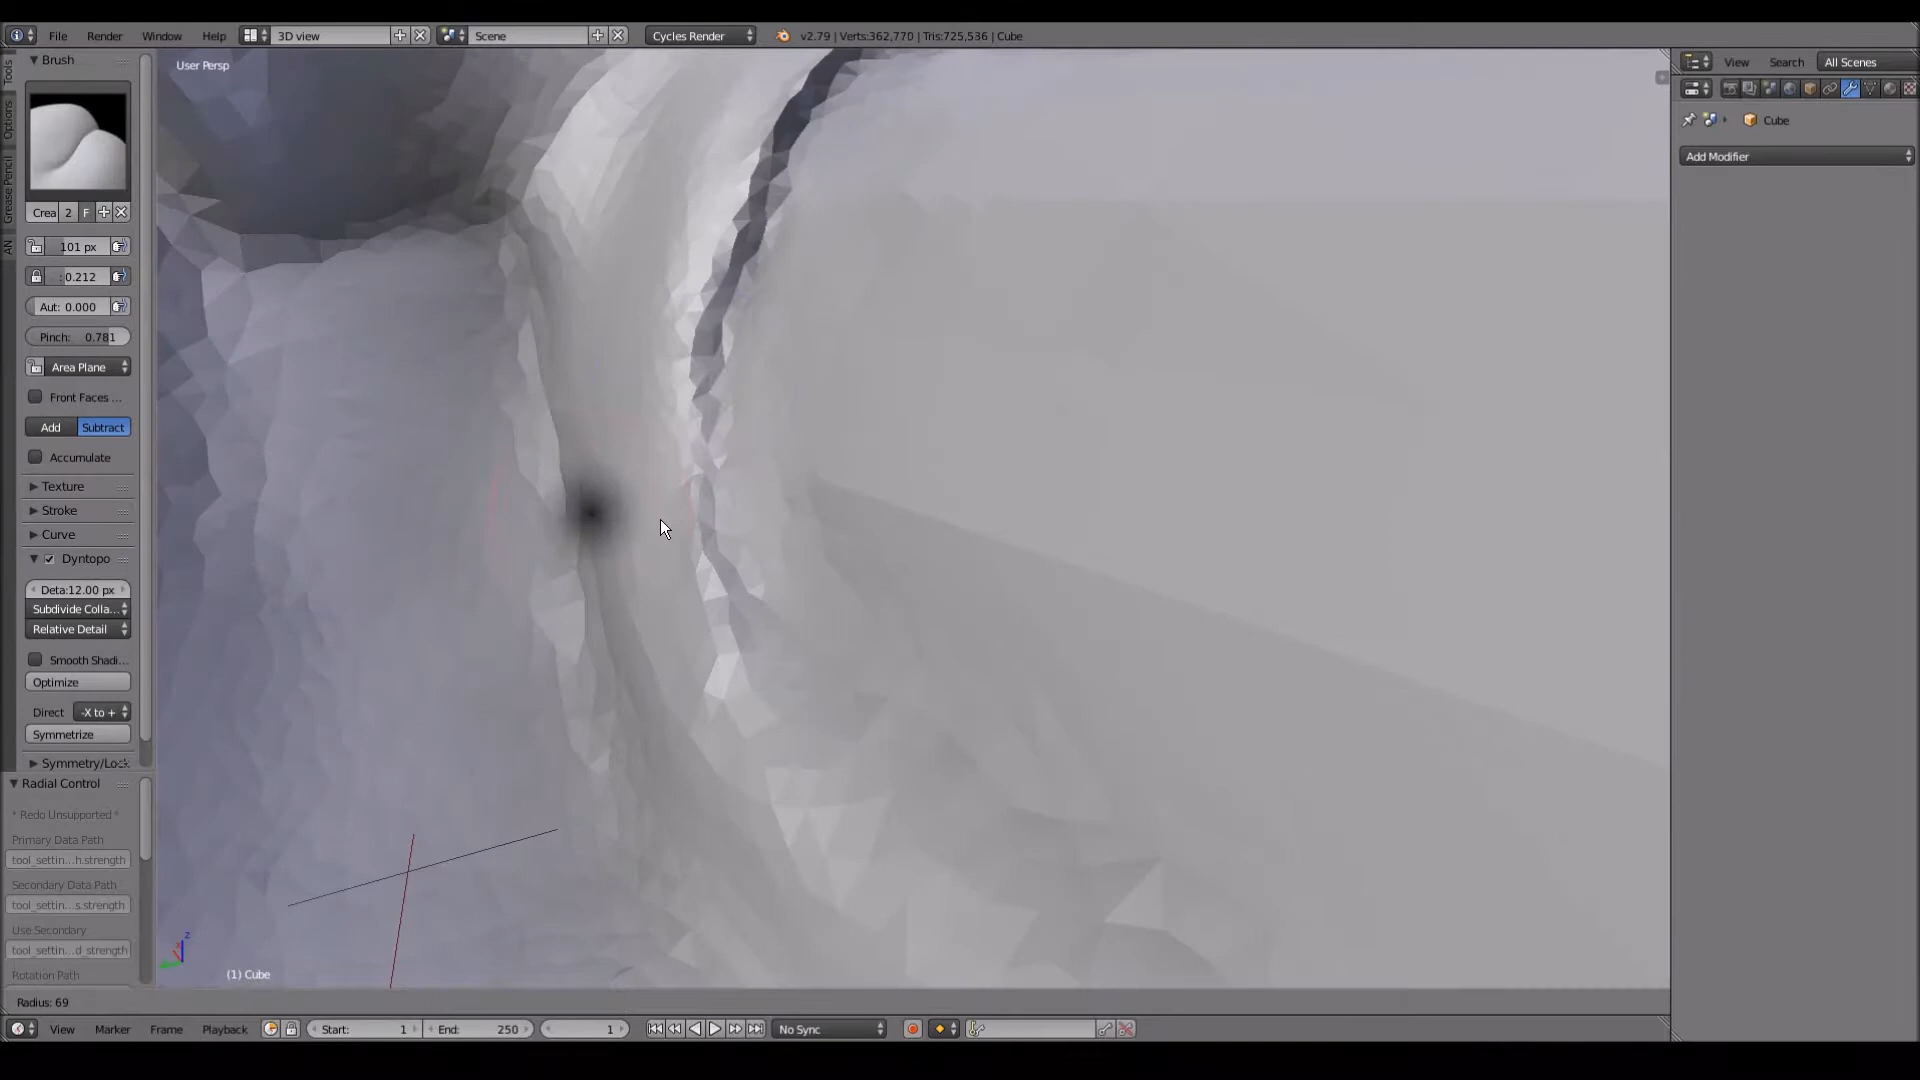 File Render Window Help 3D view Scene Cycles Render v2.79 | Verts:362,770 | Tris:725,536 | Cube
Brush
User Persp
View Search All Scenes
Tools
Options
Grease Pencil
AN
Cube
Add Modifier
Crea 2 F
101 px
: 0.212
Aut: 0.000
Pinch: 0.781
Area Plane
Front Faces ...
Add Subtract
Accumulate
Texture
Stroke
Curve
Dyntopo
Deta:12.00 px
Subdivide Colla...
Relative Detail
Smooth Shadi...
Optimize
Direct -X to +
Symmetrize
Symmetry/Lock
Radial Control
* Redo Unsupported *
Primary Data Path
tool_settin...h.strength
Secondary Data Path
tool_settin...s.strength
Use Secondary
tool_settin...d_strength
Rotation Path
z
x
(1) Cube
Radius: 69
View Marker Frame Playback Start: 1 End: 250 1 No Sync